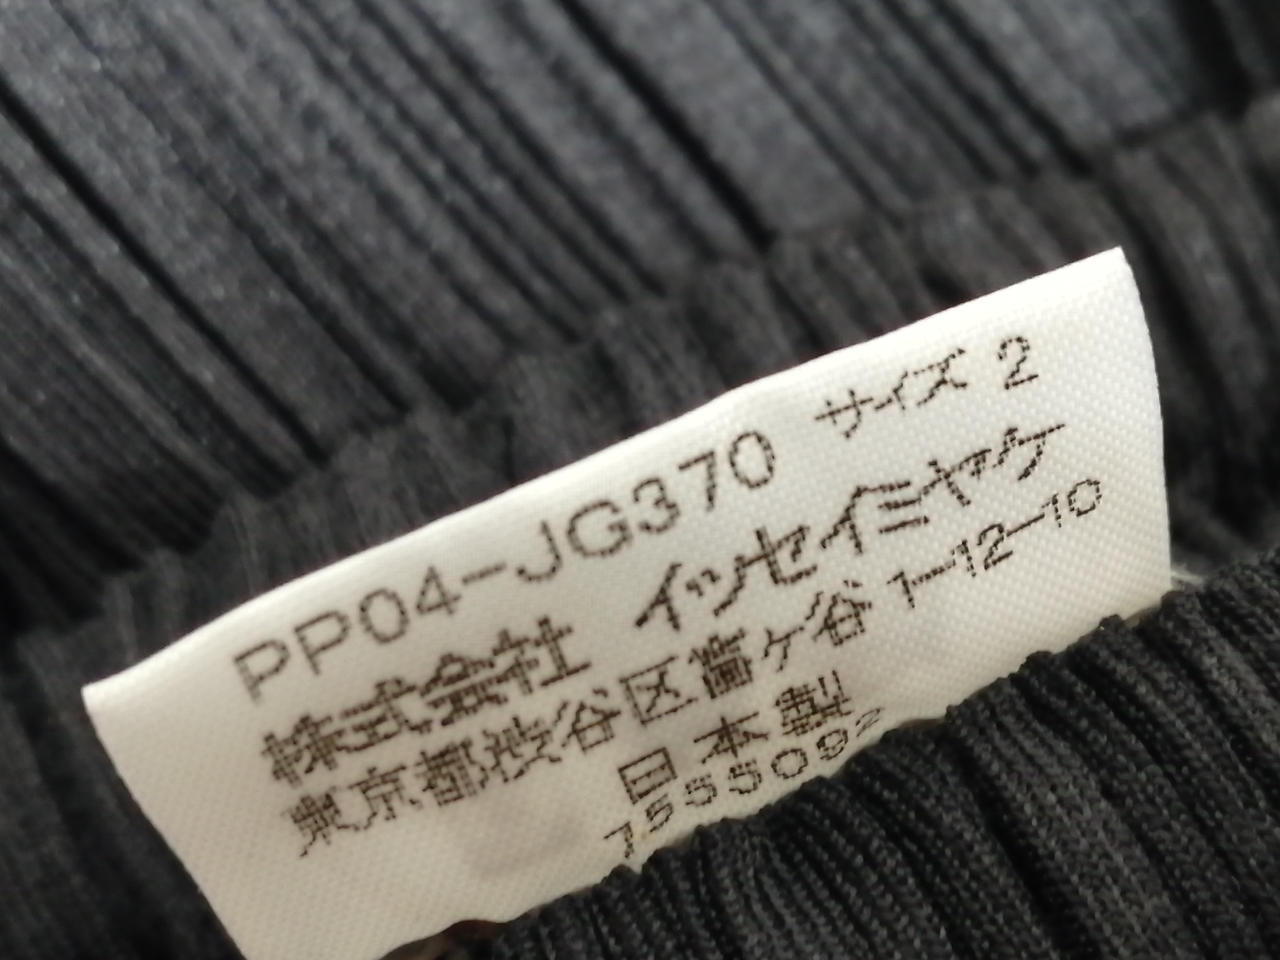 PP04-JG370 サイズ 2
株式会社 イッセイミヤケ
東京都渋谷区鶯ヶ谷 1-12-10
日本製
7555092